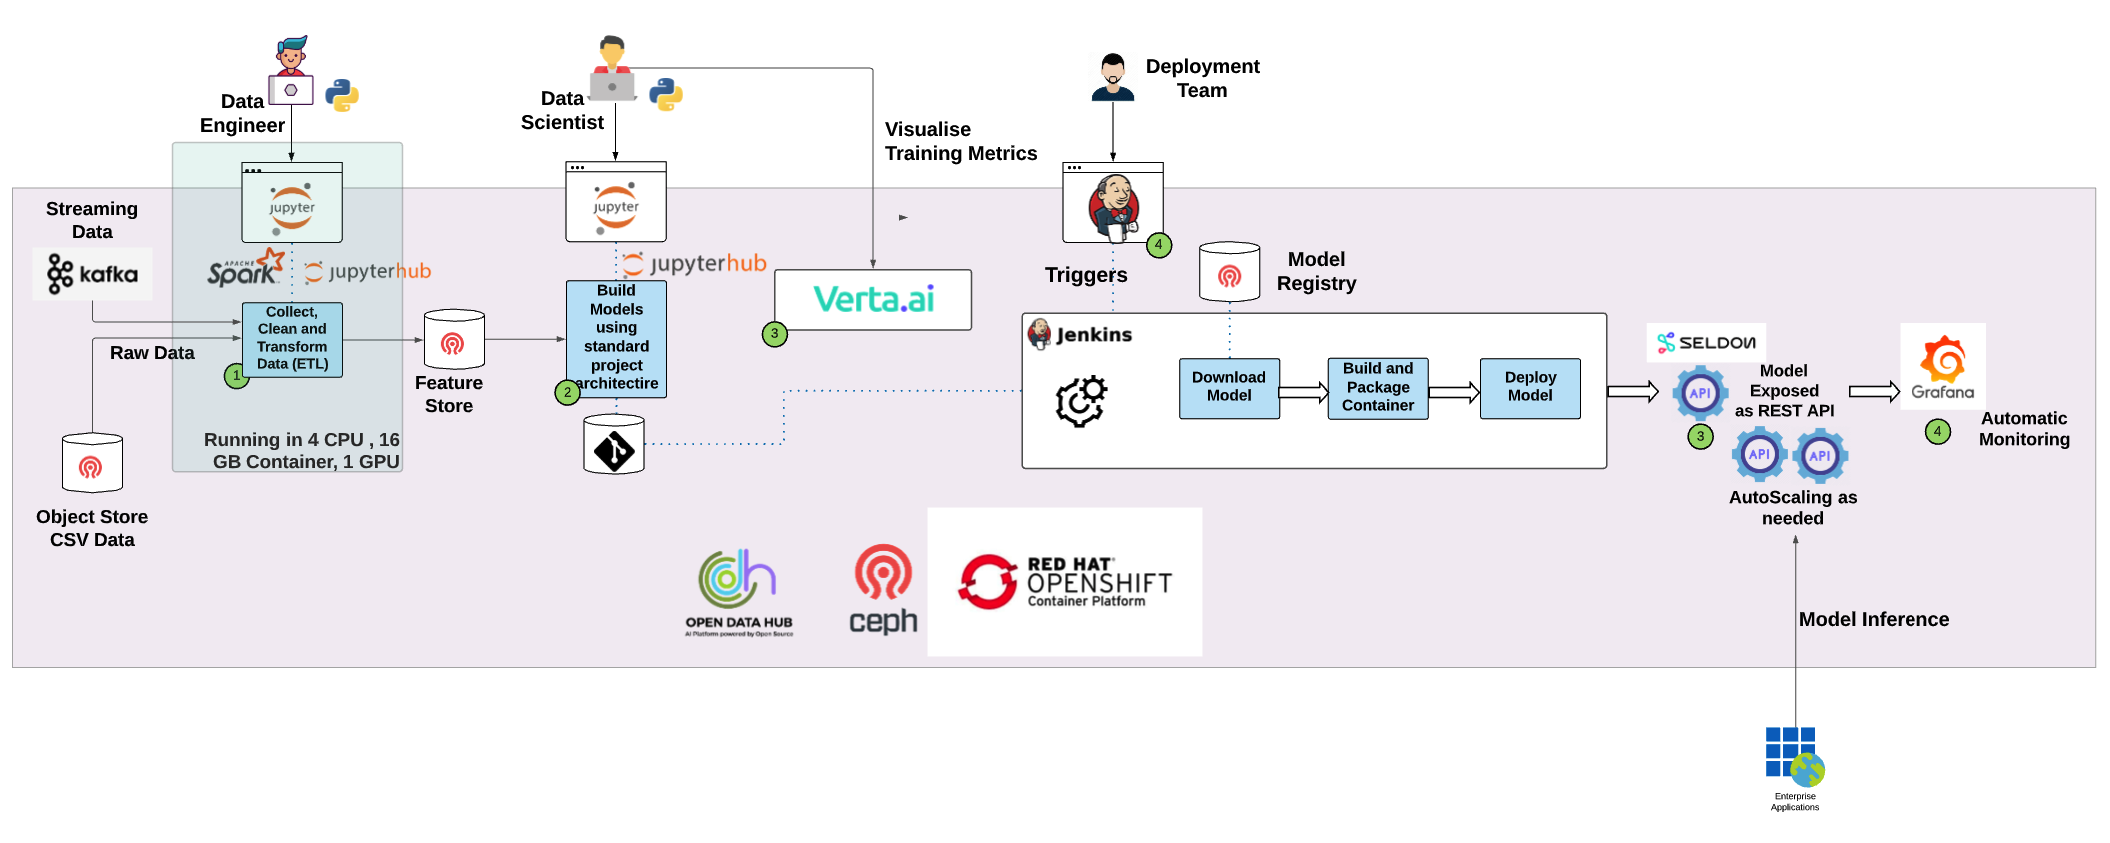 Data
Engineer
Data
Scientist
Visualise
Training Metrics
Deployment
Team
Streaming
Data
kafka
jupyter
APACHE
Spark
jupyterhub
Collect,
Clean and
Transform
Data (ETL)
1
Raw Data
Running in 4 CPU , 16
GB Container, 1 GPU
Object Store
CSV Data
Feature
Store
jupyter
jupyterhub
Build
Models
using
standard
project
architectire
2
Verta.ai
3
4
Triggers
Model
Registry
Jenkins
Download
Model
Build and
Package
Container
Deploy
Model
SELDON
API
Model
Exposed
as REST API
3
API
API
AutoScaling as
needed
Grafana
4
Automatic
Monitoring
OPEN DATA HUB
AI Platform powered by Open Source
ceph
RED HAT
OPENSHIFT
Container Platform
Model Inference
Enterprise
Applications